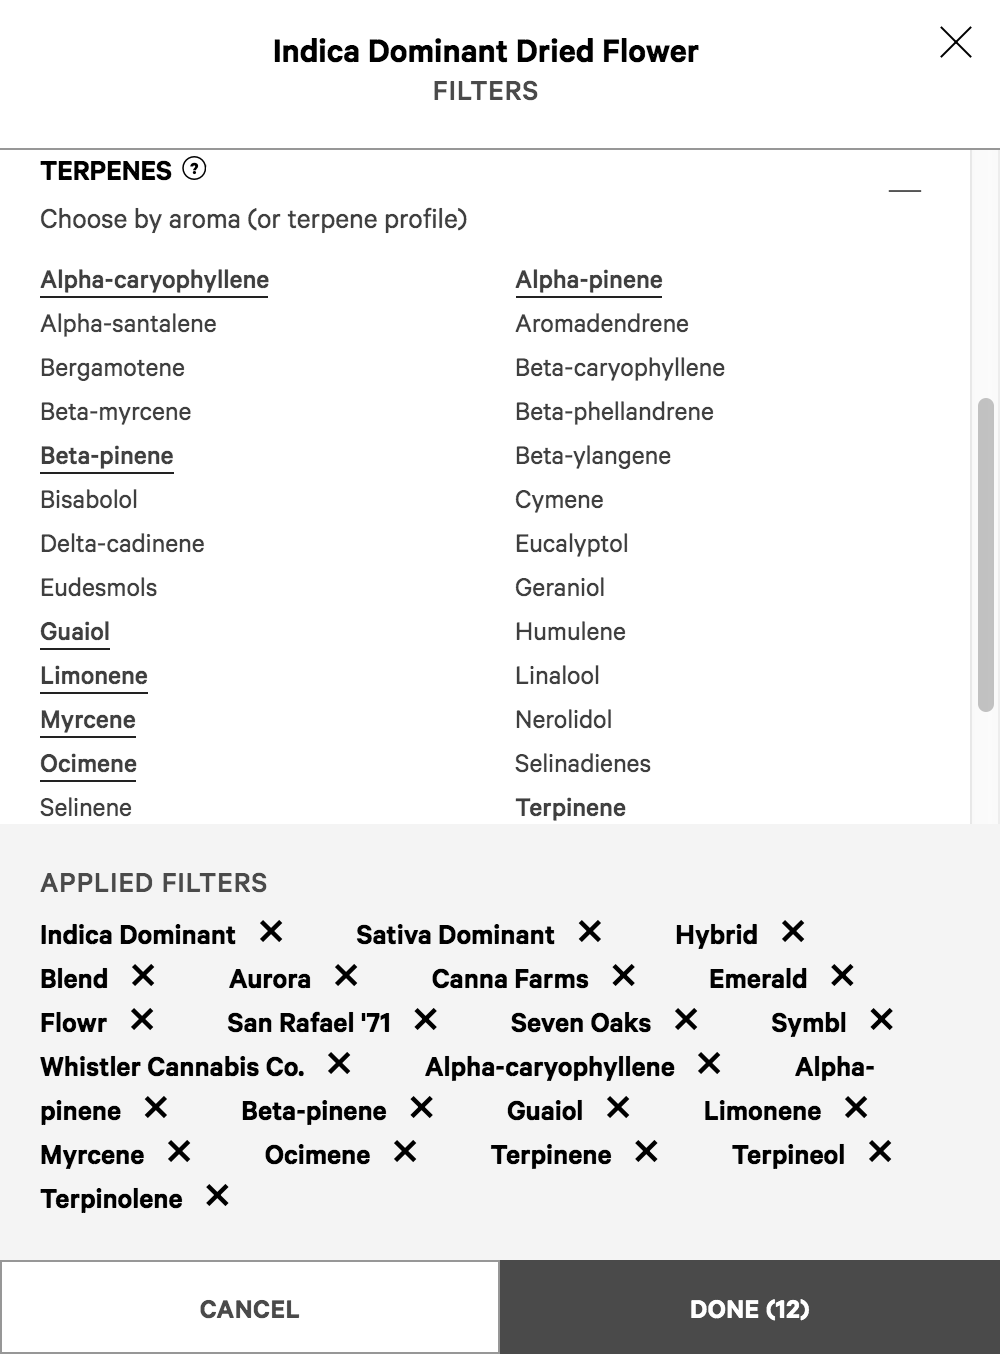 Indica Dominant Dried Flower
FILTERS
TERPENES ?
Choose by aroma (or terpene profile)
Alpha-caryophyllene Alpha-pinene
Alpha-santalene Aromadendrene
Bergamotene Beta-caryophyllene
Beta-myrcene Beta-phellandrene
Beta-pinene Beta-ylangene
Bisabolol Cymene
Delta-cadinene Eucalyptol
Eudesmols Geraniol
Guaiol Humulene
Limonene Linalool
Myrcene Nerolidol
Ocimene Selinadienes
Selinene Terpinene
APPLIED FILTERS
Indica Dominant ✕ Sativa Dominant ✕ Hybrid ✕
Blend ✕ Aurora ✕ Canna Farms ✕ Emerald ✕
Flowr ✕ San Rafael '71 ✕ Seven Oaks ✕ Symbl ✕
Whistler Cannabis Co. ✕ Alpha-caryophyllene ✕ Alpha-
pinene ✕ Beta-pinene ✕ Guaiol ✕ Limonene ✕
Myrcene ✕ Ocimene ✕ Terpinene ✕ Terpineol ✕
Terpinolene ✕
CANCEL DONE (12)